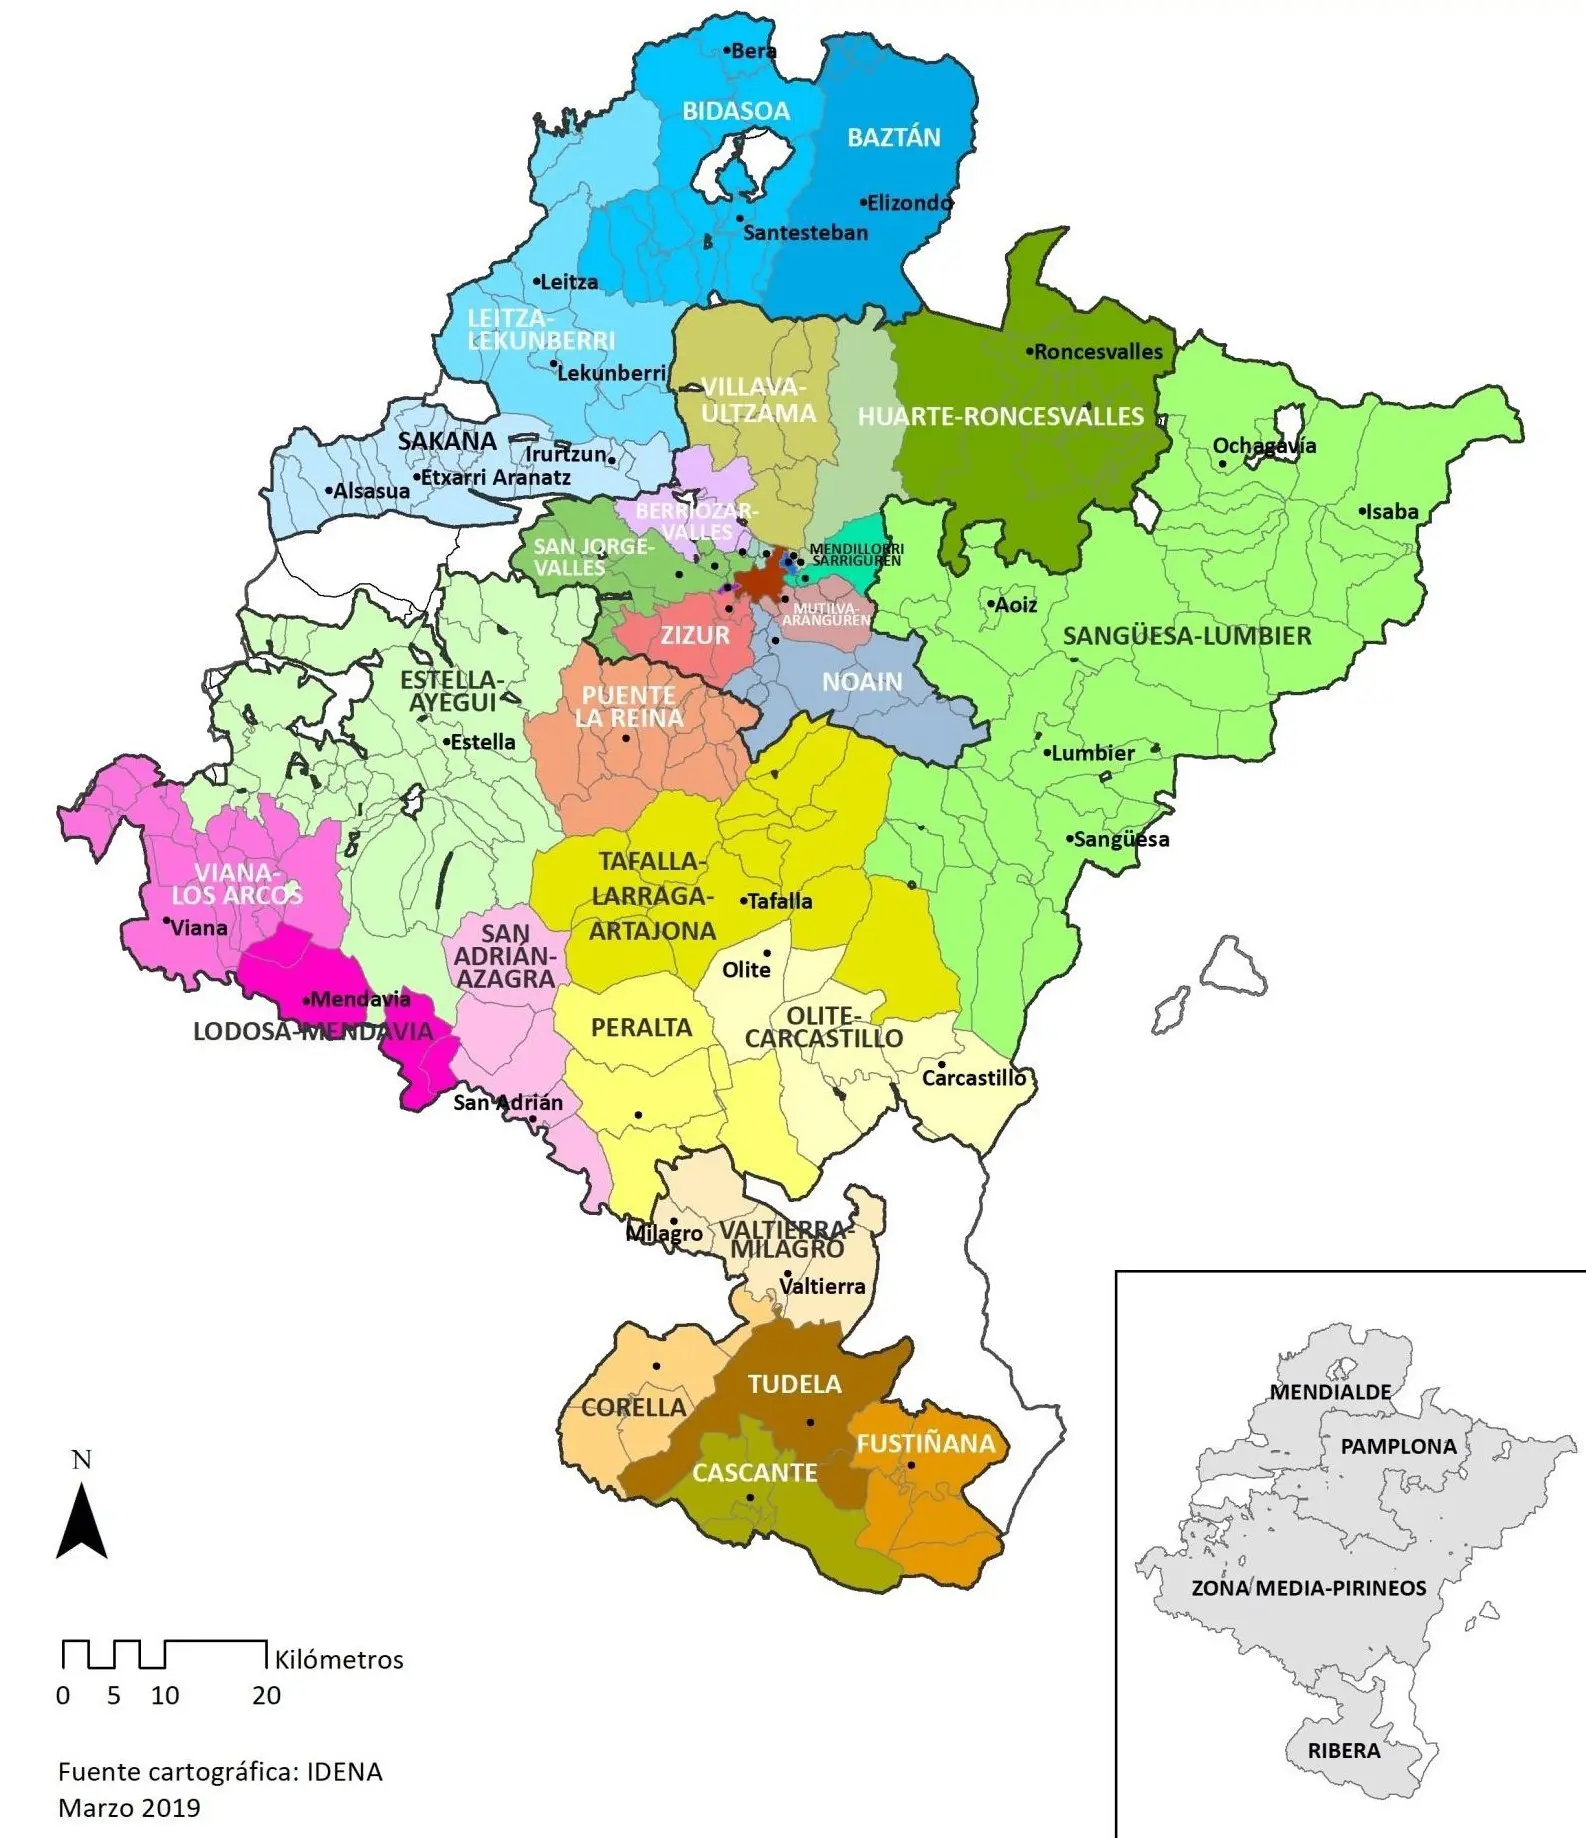 Bera
BIDASOA
BAZTÁN
Elizondo
Santesteban
Leitza
LEITZA-
LEKUNBERRI
Lekunberri
Roncesvalles
VILLAVA-
ULTZAMA
HUARTE-RONCESVALLES
SAKANA
Irurtzun
Etxarri Aranatz
Alsasua
Ochagavía
Isaba
BERRIOZAR-
VALLES
SAN JORGE-
VALLES
MENDILLORRI
SARRIGUREN
Aoiz
MUTILVA-
ARANGUREN
ZIZUR
SANGÜESA-LUMBIER
ESTELLA-
AYEGUI
PUENTE
LA REINA
NOAIN
Estella
Lumbier
Sangüesa
VIANA-
LOS ARCOS
Viana
TAFALLA-
LARRAGA-
ARTAJONA
Tafalla
SAN
ADRIÁN-
AZAGRA
Olite
Mendavia
LODOSA-MENDAVIA
PERALTA
OLITE-
CARCASTILLO
Carcastillo
San Adrián
Milagro
VALTIERRA-
MILAGRO
Valtierra
TUDELA
CORELLA
FUSTIÑANA
CASCANTE
N
Kilómetros
0 5 10 20
Fuente cartográfica: IDENA
Marzo 2019
MENDIALDE
PAMPLONA
ZONA MEDIA-PIRINEOS
RIBERA